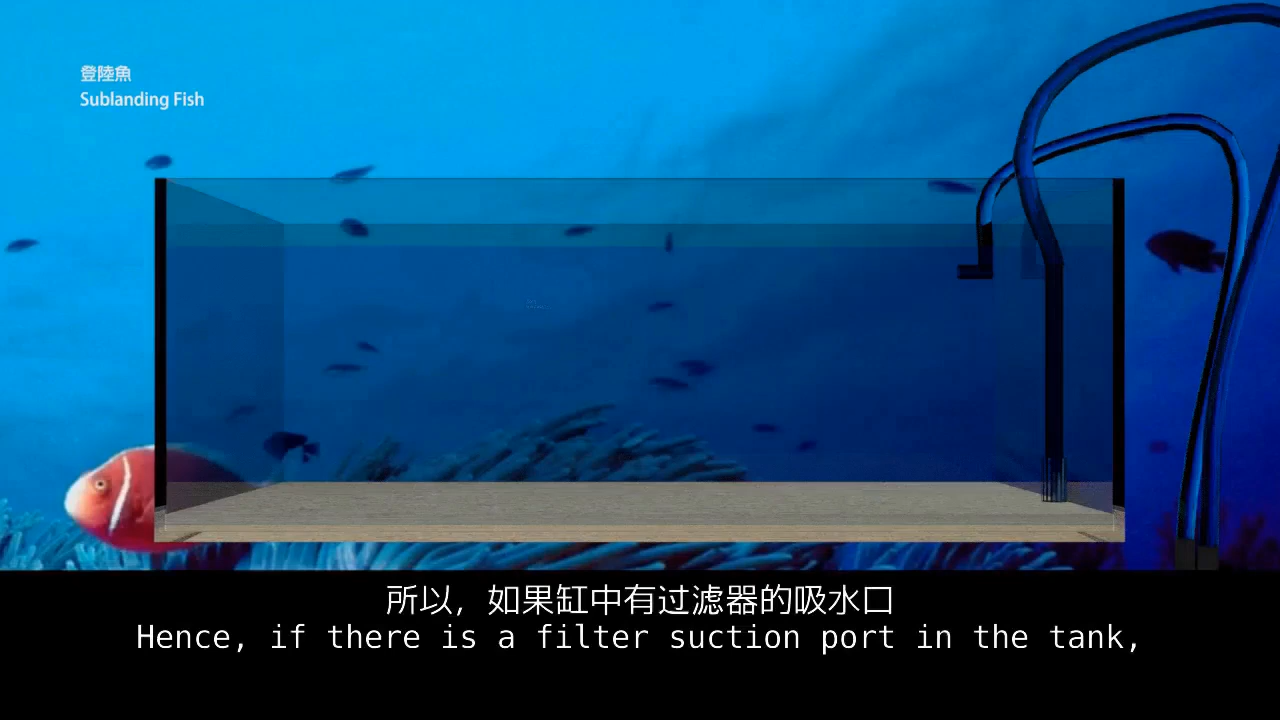 登陸魚
Sublanding Fish
所以，如果缸中有过滤器的吸水口
Hence, if there is a filter suction port in the tank,